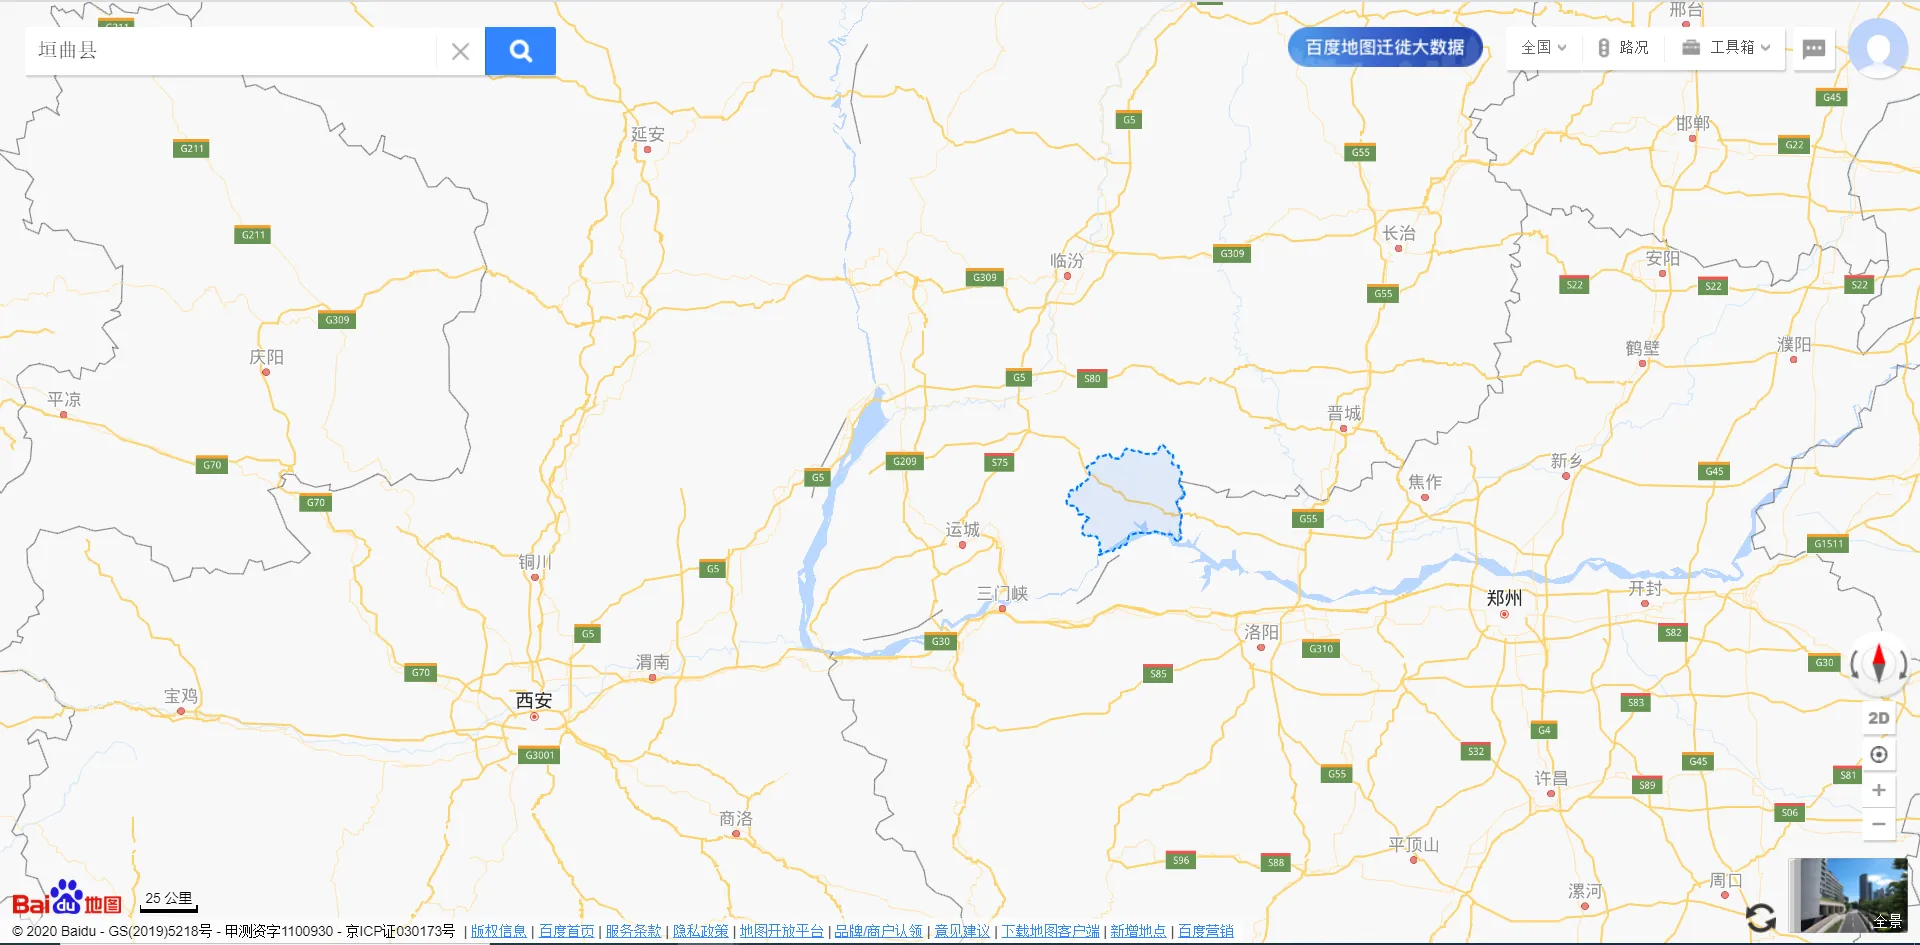 邢台
G211
垣曲县
百度地图迁徙大数据
全国
路况
工具箱
G45
G5
邯郸
延安
G22
G211
G55
G211
长治
G309
临汾
安阳
G309
S22
S22
S22
G55
G309
鹤壁
濮阳
庆阳
G5
S80
平凉
晋城
G70
G209
S75
新乡
G45
G5
焦作
G70
G55
运城
G1511
铜川
G5
三门峡
开封
郑州
G5
洛阳
S82
G30
G310
渭南
G30
G70
S85
宝鸡
西安
S83
2D
G4
G3001
S32
G45
G55
许昌
S81
S89
商洛
S06
平顶山
S96
S88
周口
漯河
25 公里
Bai du 地图
全景
© 2020 Baidu - GS(2019)5218号 - 甲测资字1100930 - 京ICP证030173号 | 版权信息 | 百度首页 | 服务条款 | 隐私政策 | 地图开放平台 | 品牌/商户认领 | 意见建议 | 下载地图客户端 | 新增地点 | 百度营销